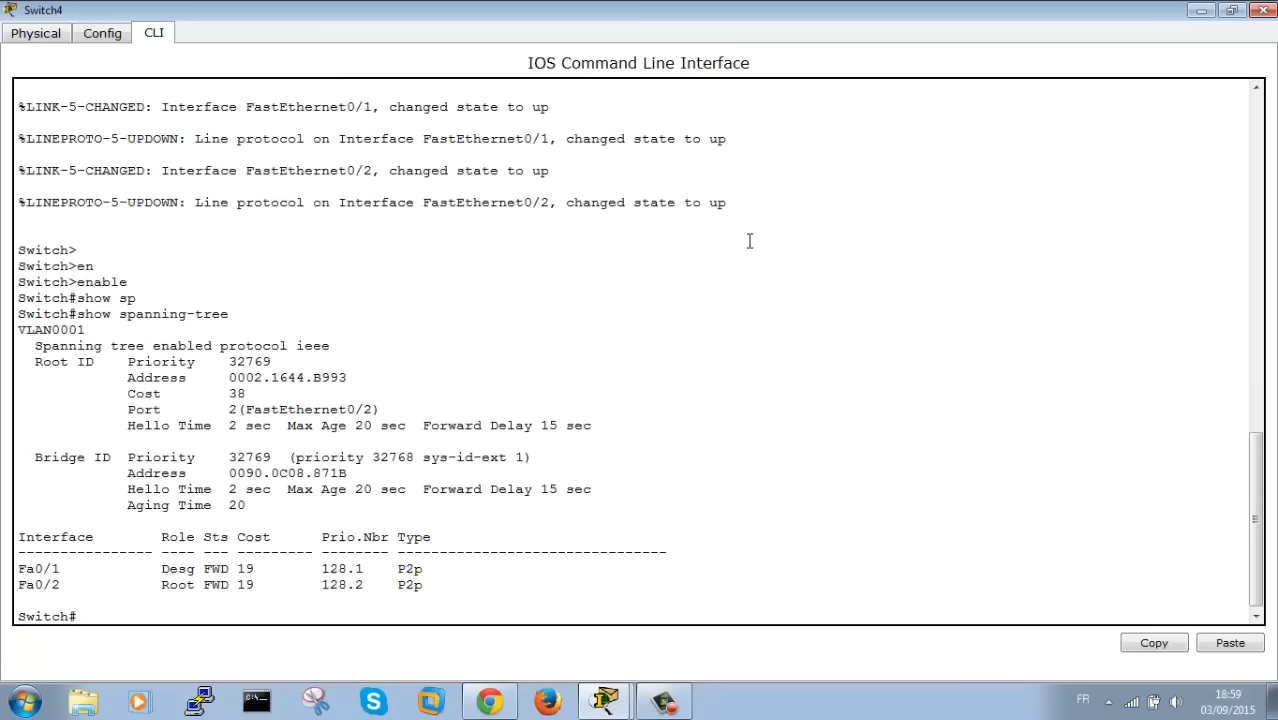 Switch4
Physical Config CLI
IOS Command Line Interface
%LINK-5-CHANGED: Interface FastEthernet0/1, changed state to up
%LINEPROTO-5-UPDOWN: Line protocol on Interface FastEthernet0/1, changed state to up
%LINK-5-CHANGED: Interface FastEthernet0/2, changed state to up
%LINEPROTO-5-UPDOWN: Line protocol on Interface FastEthernet0/2, changed state to up
Switch>
Switch>en
Switch>enable
Switch#show sp
Switch#show spanning-tree
VLAN0001
Spanning tree enabled protocol ieee
Root ID Priority 32769
Address 0002.1644.B993
Cost 38
Port 2(FastEthernet0/2)
Hello Time 2 sec Max Age 20 sec Forward Delay 15 sec
Bridge ID Priority 32769 (priority 32768 sys-id-ext 1)
Address 0090.0C08.871B
Hello Time 2 sec Max Age 20 sec Forward Delay 15 sec
Aging Time 20
Interface Role Sts Cost Prio.Nbr Type
---------------- ---- --- --------- -------- --------------------------------
Fa0/1 Desg FWD 19 128.1 P2p
Fa0/2 Root FWD 19 128.2 P2p
Switch#
Copy Paste
FR 18:59
03/09/2015